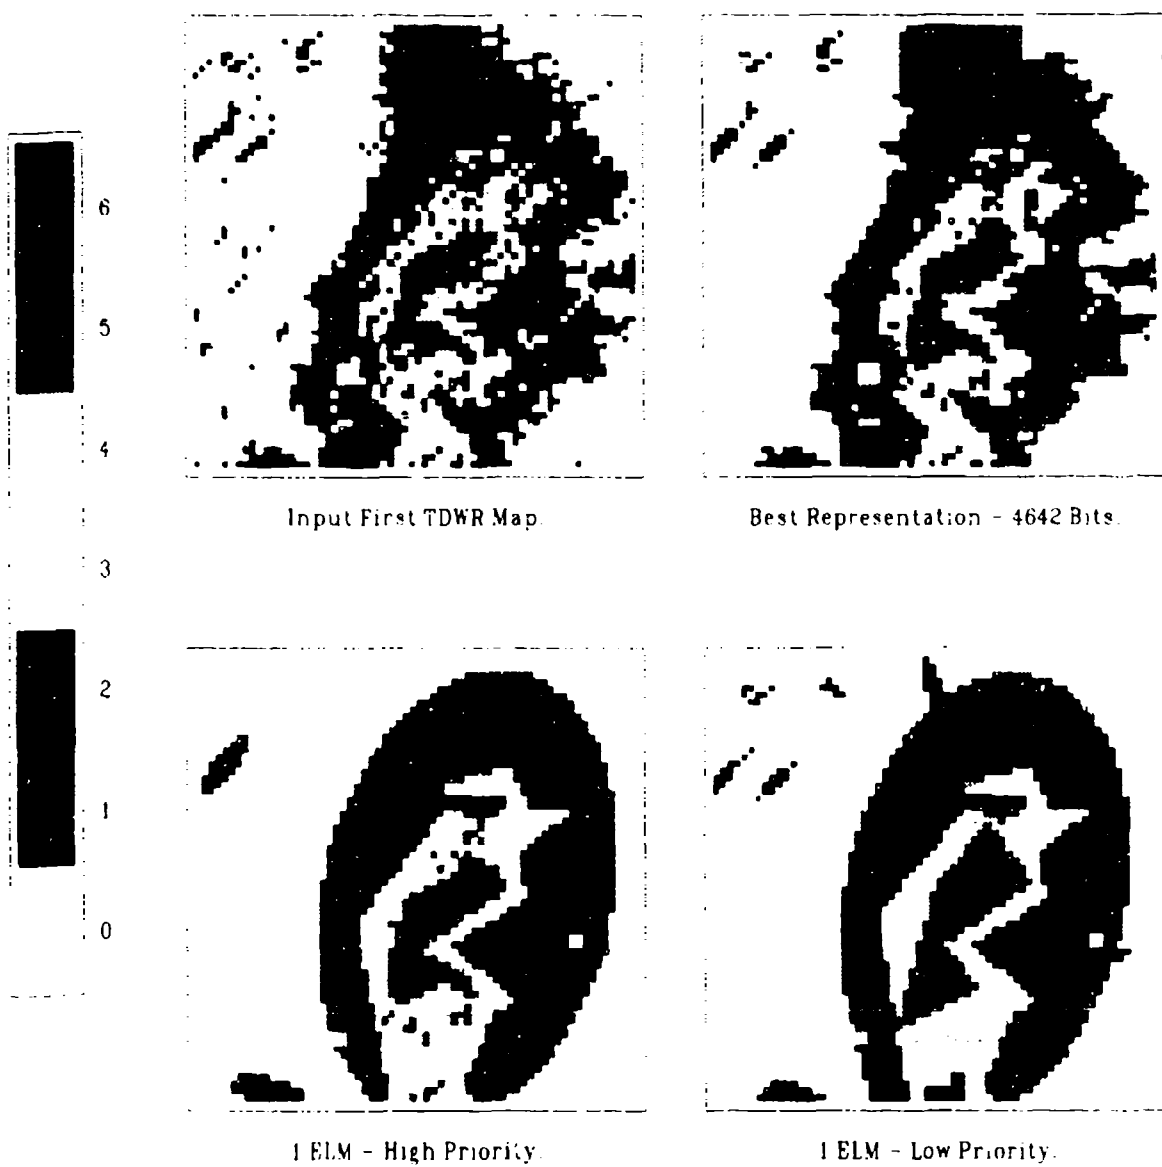 6
5
4
3
2
1
0
Input First TDWR Map.
Best Representation - 4642 Bits.
1 ELM - High Priority.
1 ELM - Low Priority.